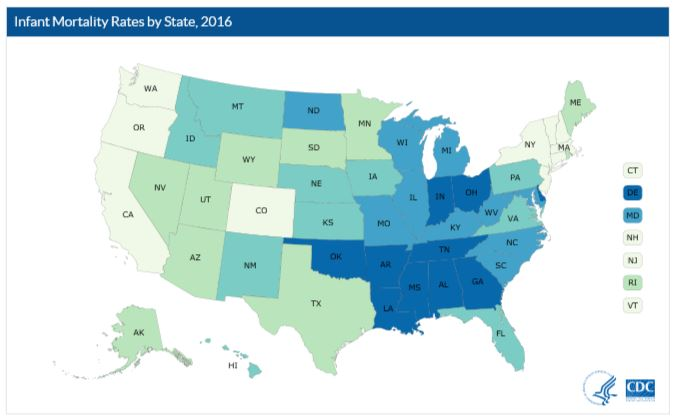 Infant Mortality Rates by State, 2016
WA
MT
ND
ME
OR
ID
MN
WI
MI
NY
MA
WY
SD
CT
NV
NE
IA
PA
UT
IN
OH
DE
CO
IL
WV
CA
KS
MO
KY
VA
MD
NC
NH
AZ
NM
OK
AR
TN
SC
NJ
MS
AL
GA
TX
LA
RI
VT
AK
FL
HI
CDC